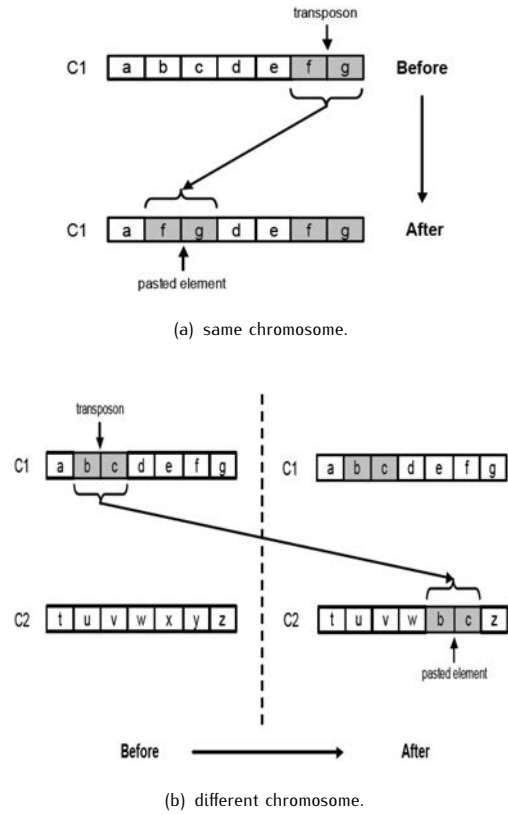 transposon
C1 a b c d e f g Before
C1 a f g d e f g After
pasted element
(a) same chromosome.
transposon
C1 a b c d e f g
C1 a b c d e f g
C2 t u v w x y z
C2 t u v w b c z
pasted element
Before After
(b) different chromosome.